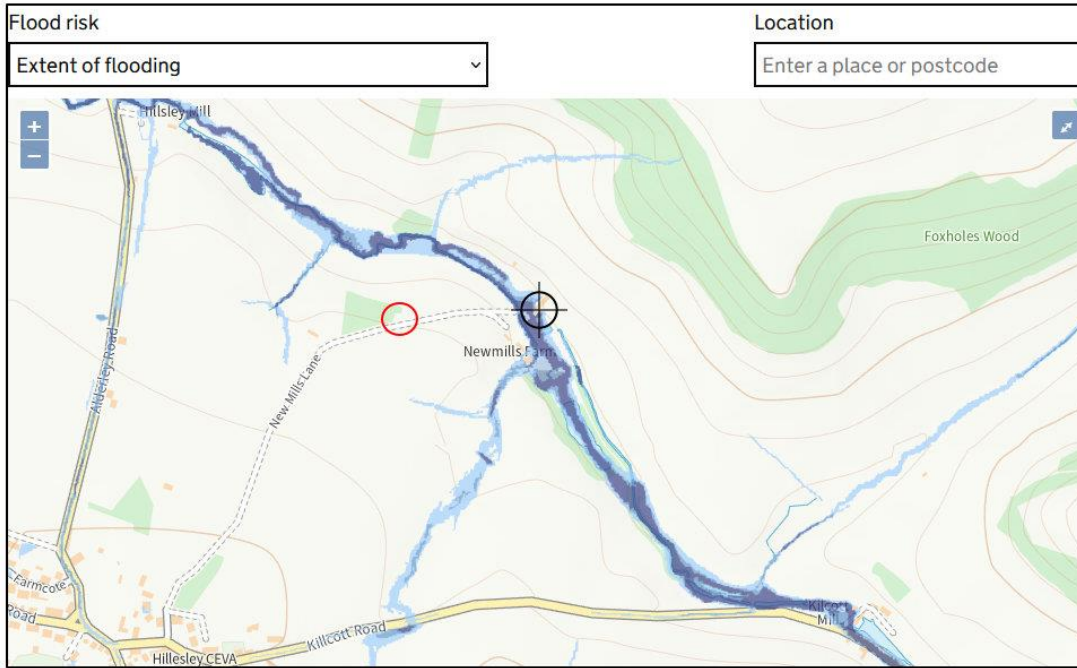 Flood risk
Location
Extent of flooding
Enter a place or postcode
+
−
Hillsley Mill
Foxholes Wood
Alderley Road
Newmills Farm
New Mills Lane
Farmcote
Road
Killcott Road
Kilcott
Mill
Hillesley CEVA